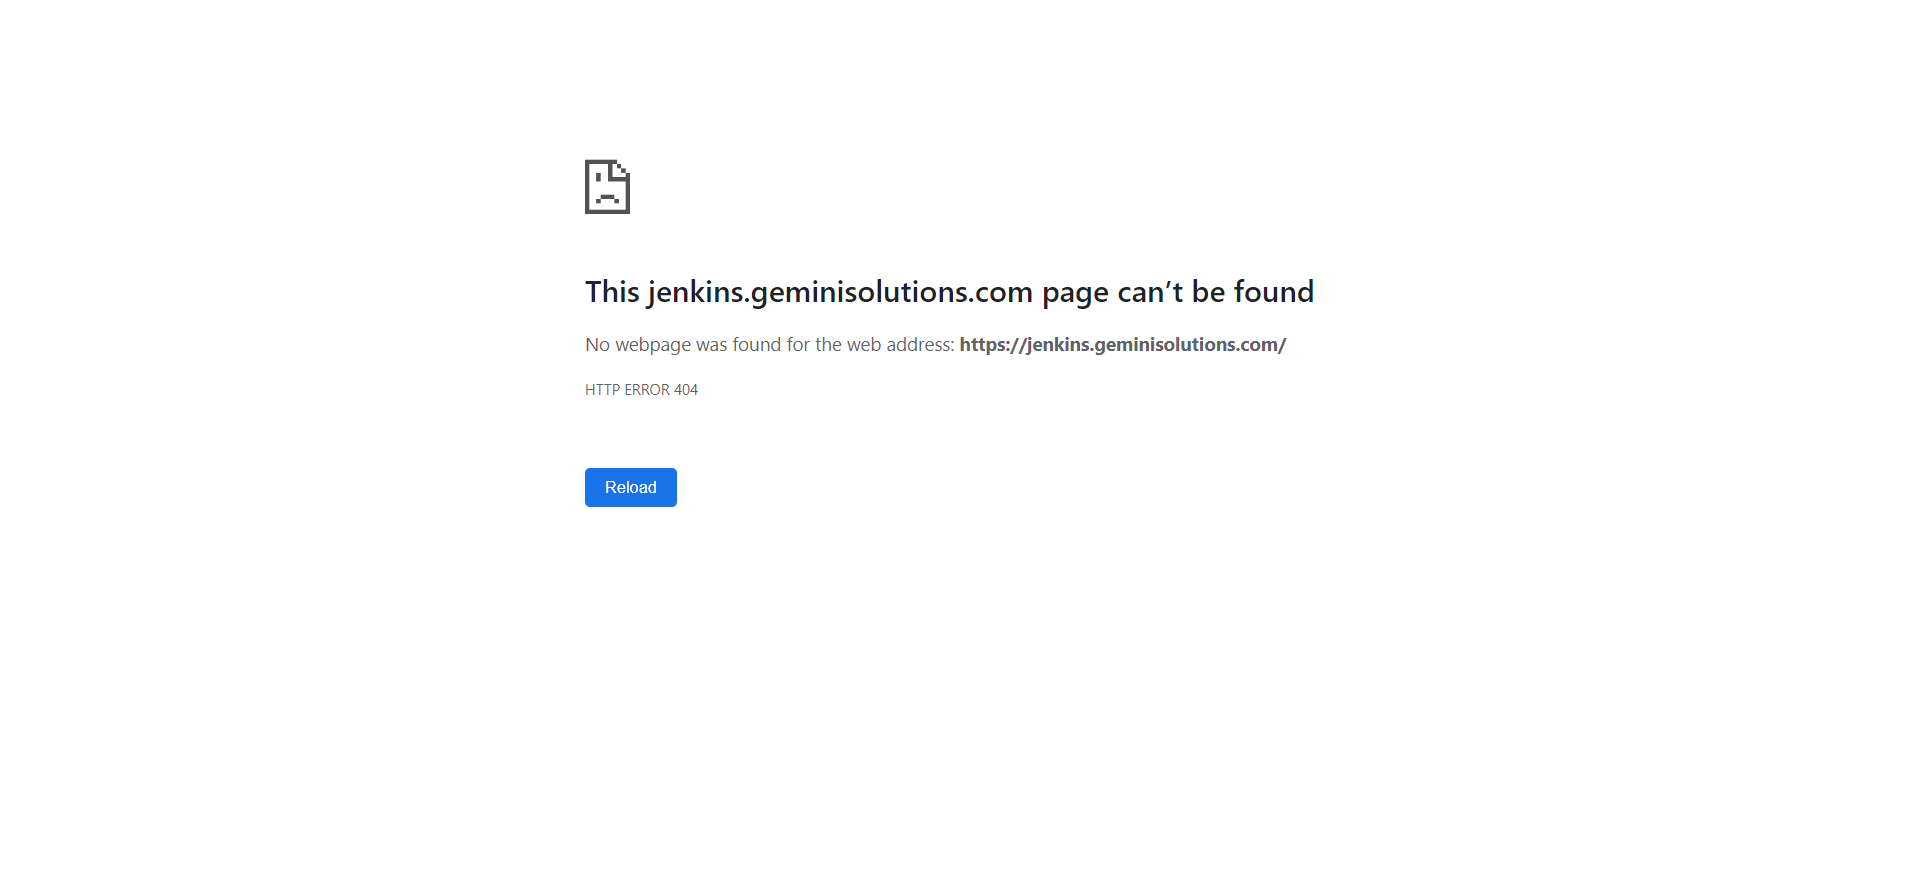 This jenkins.geminisolutions.com page can’t be found
No webpage was found for the web address: https://jenkins.geminisolutions.com/
HTTP ERROR 404
Reload